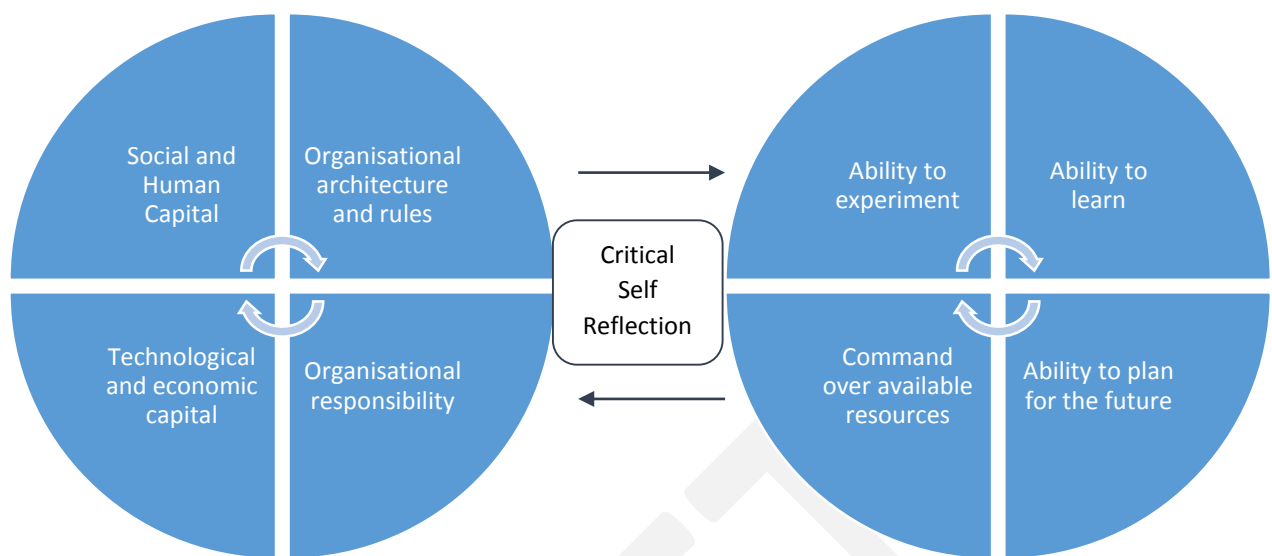 Social and
Human
Capital
Organisational
architecture
and rules
Technological
and economic
capital
Organisational
responsibility
Critical
Self
Reflection
Ability to
experiment
Ability to
learn
Command
over available
resources
Ability to plan
for the future